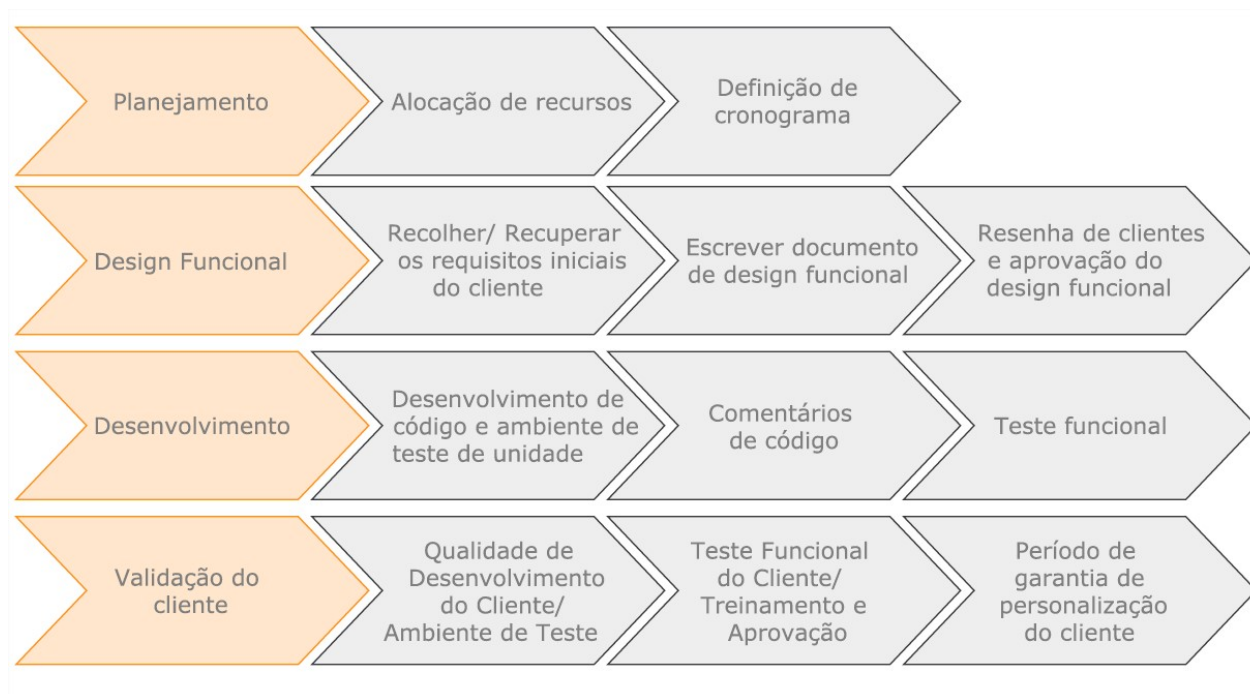 Planejamento
Alocação de recursos
Definição de
cronograma
Design Funcional
Recolher/ Recuperar
os requisitos iniciais
do cliente
Escrever documento
de design funcional
Resenha de clientes
e aprovação do
design funcional
Desenvolvimento
Desenvolvimento de
código e ambiente de
teste de unidade
Comentários
de código
Teste funcional
Validação do
cliente
Qualidade de
Desenvolvimento
do Cliente/
Ambiente de Teste
Teste Funcional
do Cliente/
Treinamento e
Aprovação
Período de
garantia de
personalização
do cliente